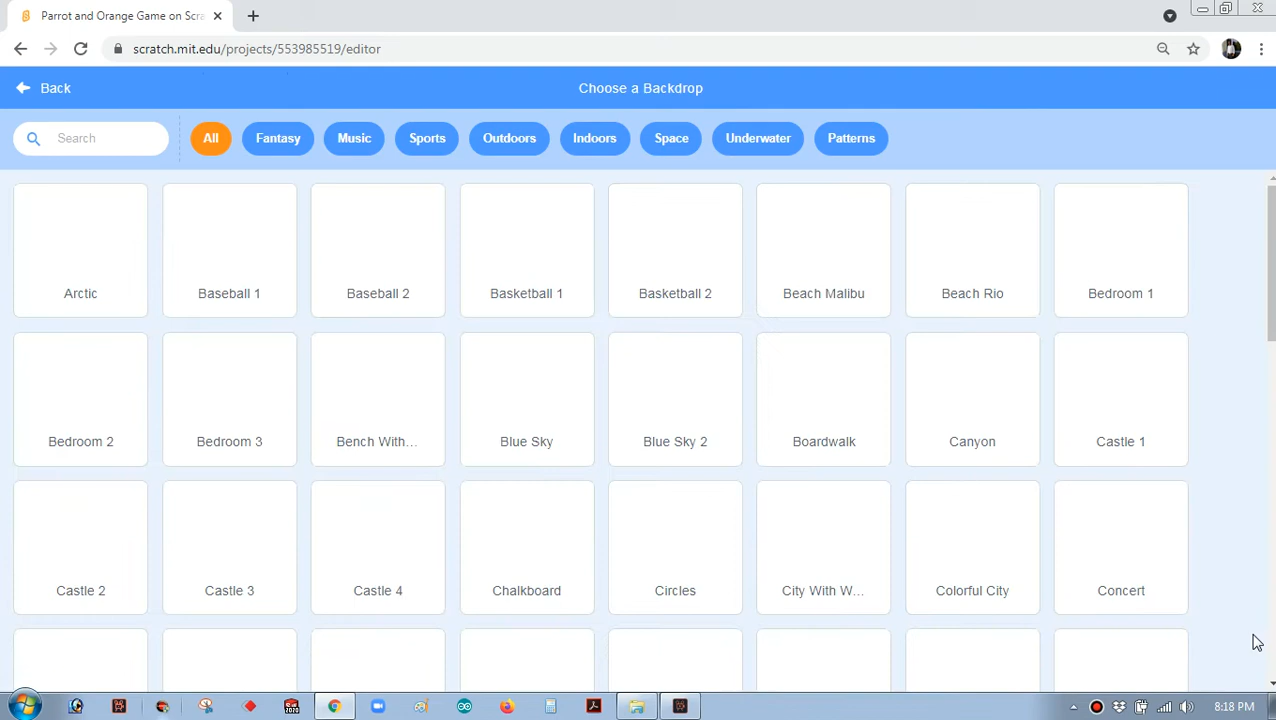 Parrot and Orange Game on Scra
scratch.mit.edu/projects/553985519/editor
Back
Choose a Backdrop
Search
All
Fantasy
Music
Sports
Outdoors
Indoors
Space
Underwater
Patterns
Arctic
Baseball 1
Baseball 2
Basketball 1
Basketball 2
Beach Malibu
Beach Rio
Bedroom 1
Bedroom 2
Bedroom 3
Bench With...
Blue Sky
Blue Sky 2
Boardwalk
Canyon
Castle 1
Castle 2
Castle 3
Castle 4
Chalkboard
Circles
City With W...
Colorful City
Concert
2020
8:18 PM